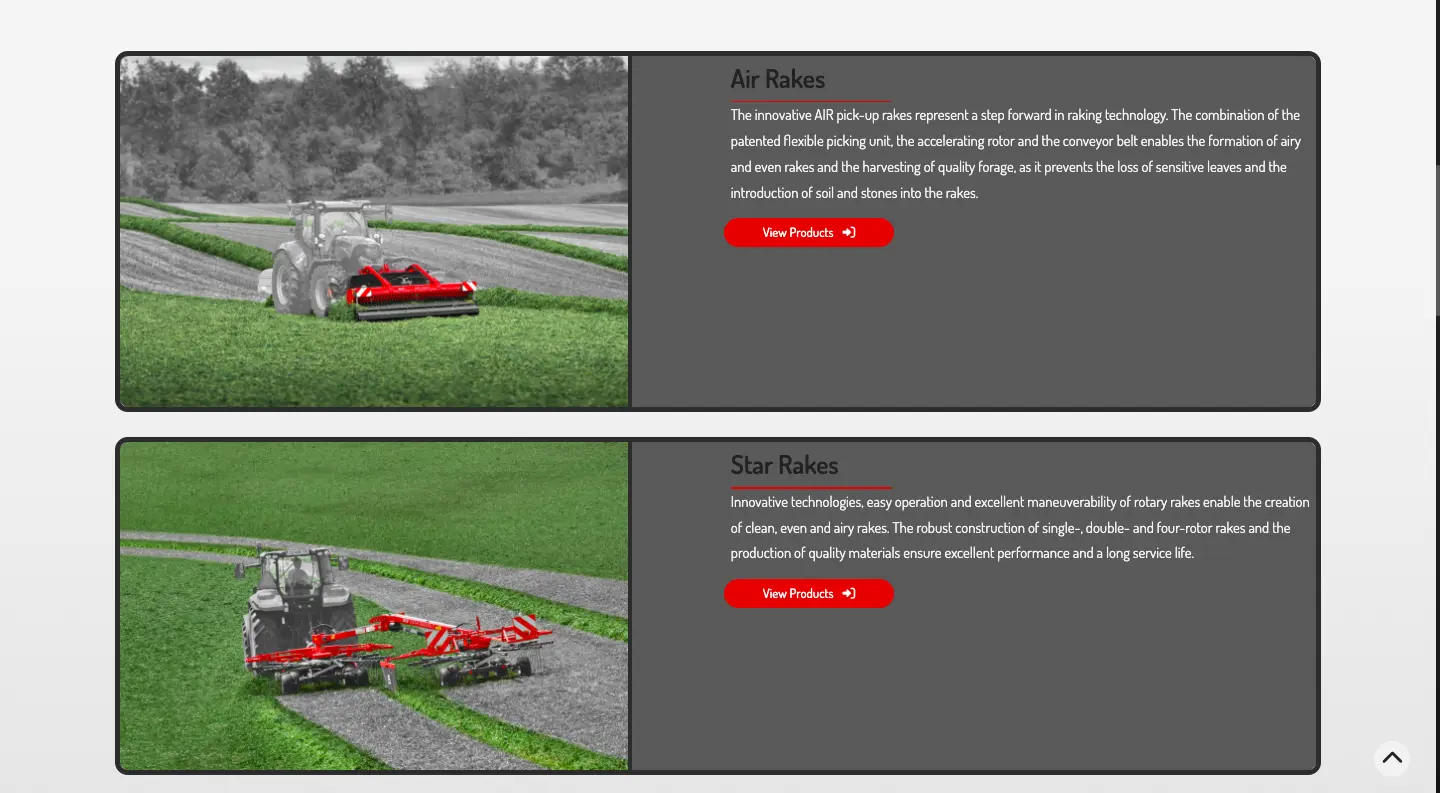 Air Rakes
The innovative AIR pick-up rakes represent a step forward in raking technology. The combination of the
patented flexible picking unit, the accelerating rotor and the conveyor belt enables the formation of airy
and even rakes and the harvesting of quality forage, as it prevents the loss of sensitive leaves and the
introduction of soil and stones into the rakes.
View Products
Star Rakes
Innovative technologies, easy operation and excellent maneuverability of rotary rakes enable the creation
of clean, even and airy rakes. The robust construction of single-, double- and four-rotor rakes and the
production of quality materials ensure excellent performance and a long service life.
View Products